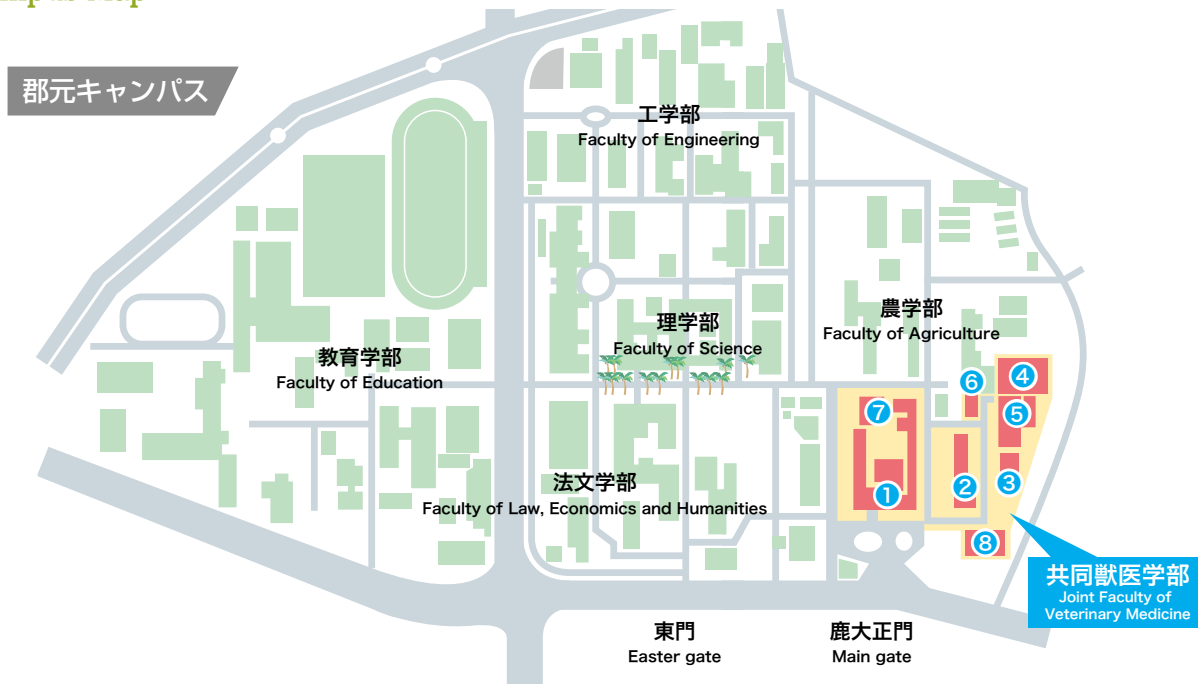 郡元キャンパス
工学部
Faculty of Engineering
理学部
Faculty of Science
農学部
Faculty of Agriculture
教育学部
Faculty of Education
⑥
④
⑦
⑤
法文学部
Faculty of Law, Economics and Humanities
①
②
③
⑧
共同獣医学部
Joint Faculty of
Veterinary Medicine
東門
Easter gate
鹿大正門
Main gate